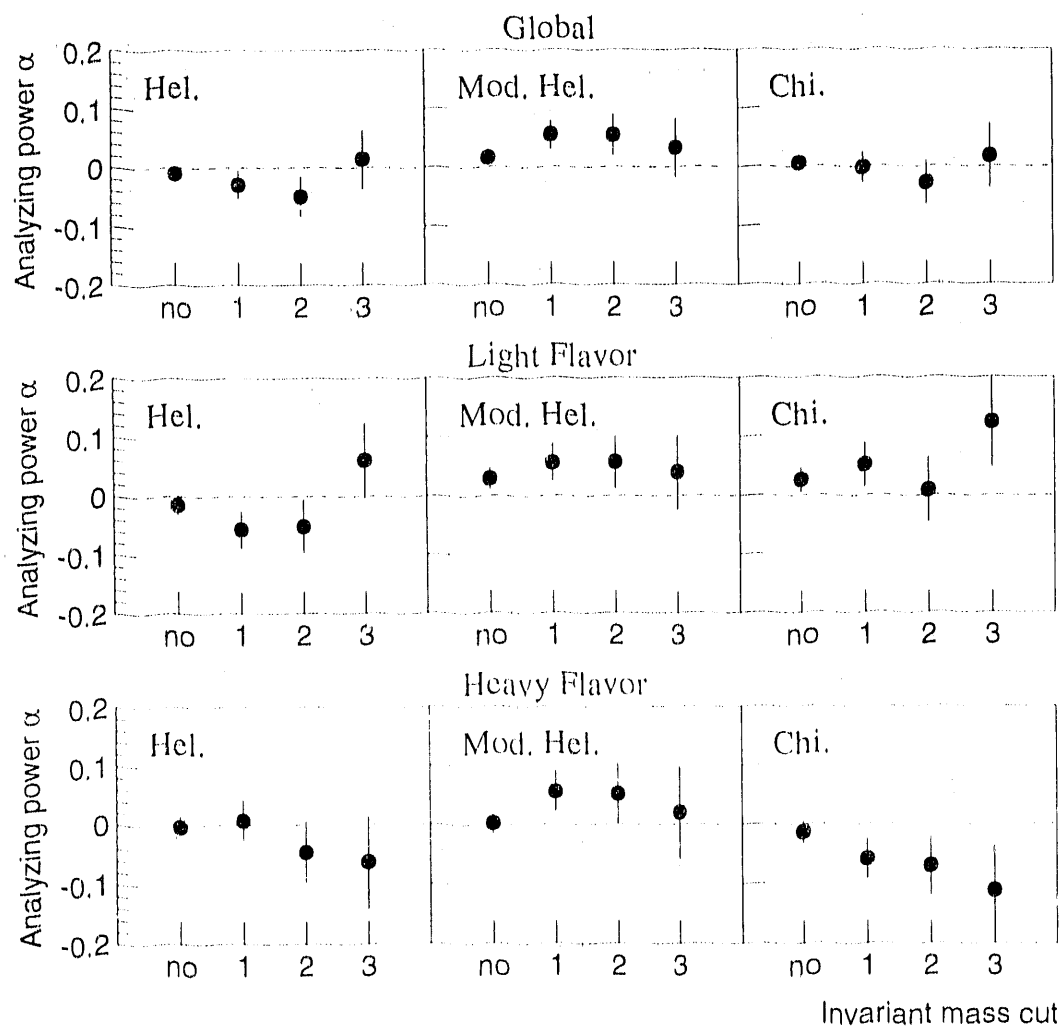 Global
Analyzing power α
0.2
0.1
0
-0.1
-0.2
Hel.
Mod. Hel.
Chi.
no 1 2 3 no 1 2 3 no 1 2 3
Light Flavor
Analyzing power α
0.2
0.1
0
-0.1
-0.2
Hel.
Mod. Hel.
Chi.
no 1 2 3 no 1 2 3 no 1 2 3
Heavy Flavor
Analyzing power α
0.2
0.1
0
-0.1
-0.2
Hel.
Mod. Hel.
Chi.
no 1 2 3 no 1 2 3 no 1 2 3
Invariant mass cut